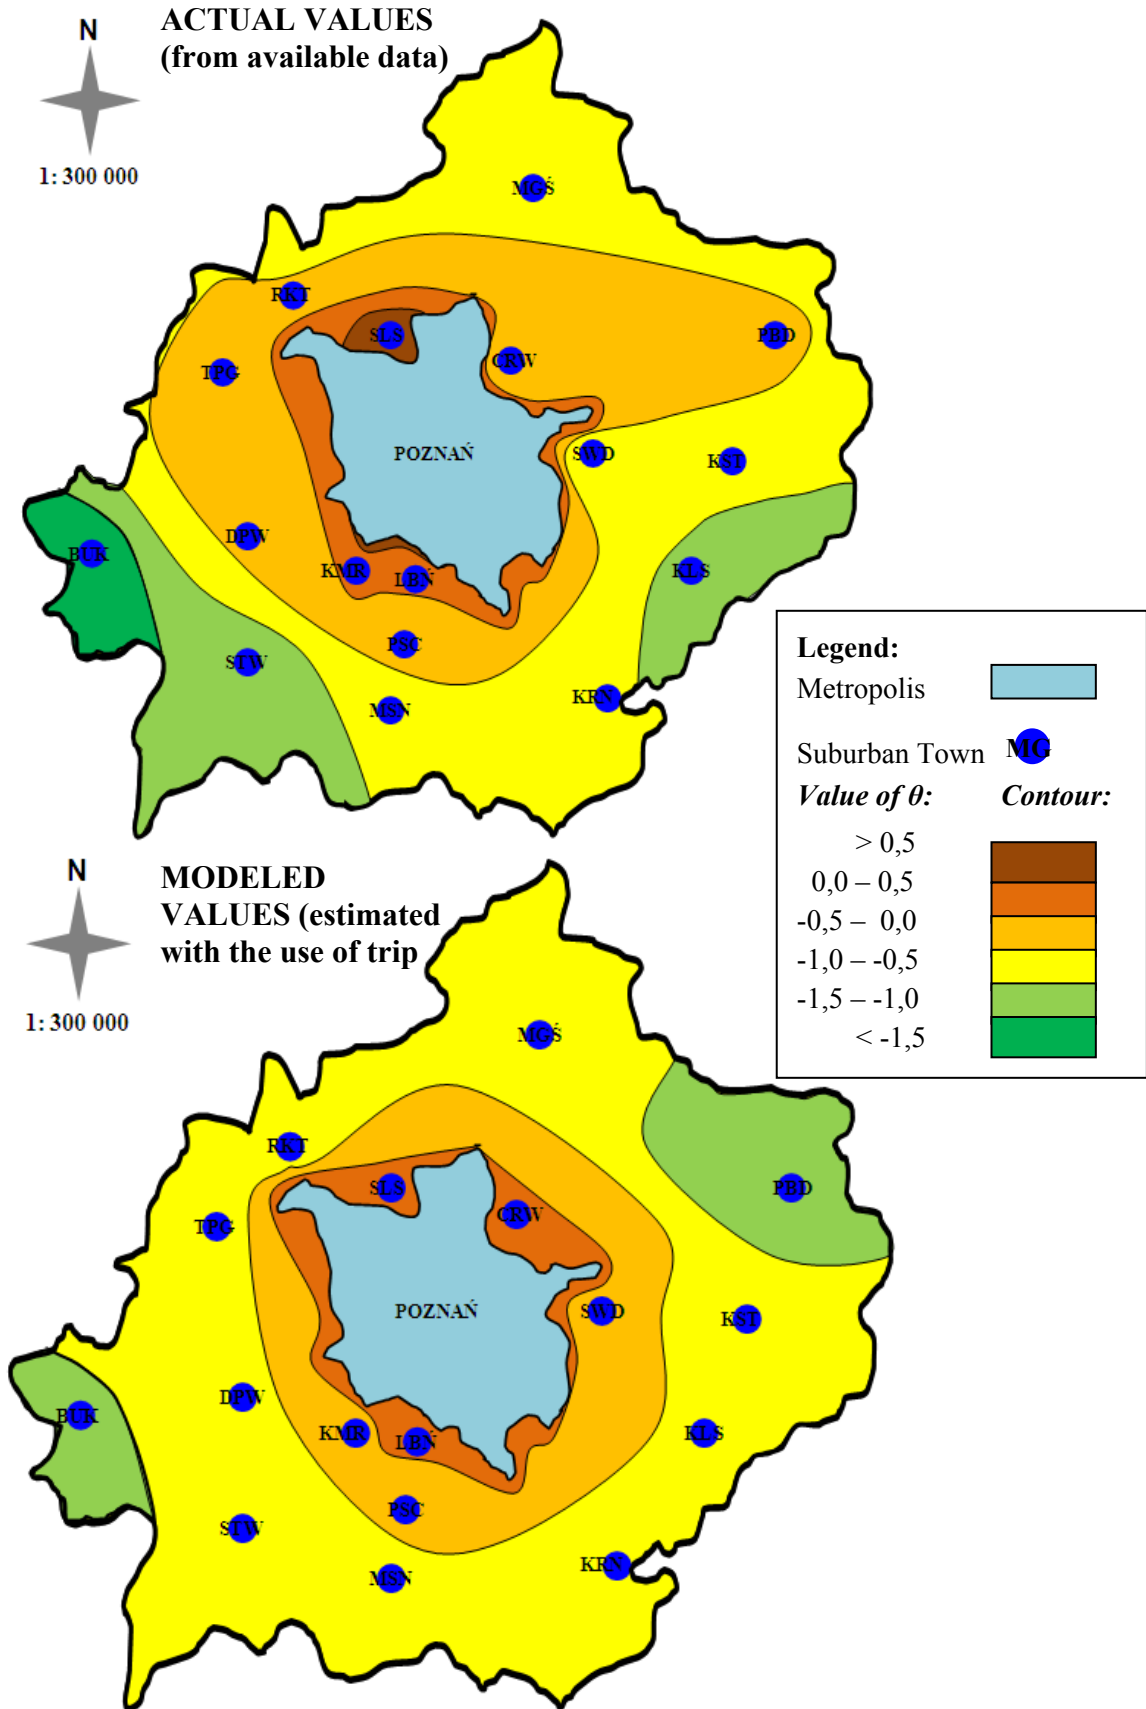 N
ACTUAL VALUES
(from available data)
1: 300 000
MGŚ
RKT
SLS
PBD
CRW
TPG
POZNAŃ
SWD
KST
DPW
BUK
KMR
LBŃ
KLS
PSC
STW
KRN
MSN
Legend:
Metropolis
Suburban Town MG
Value of θ: Contour:
> 0,5
0,0 – 0,5
-0,5 – 0,0
-1,0 – -0,5
-1,5 – -1,0
< -1,5
N
MODELED
VALUES (estimated
with the use of trip
1: 300 000
MGŚ
RKT
SLS
PBD
CRW
TPG
POZNAŃ
SWD
KST
DPW
BUK
KMR
LBŃ
KLS
PSC
STW
KRN
MSN